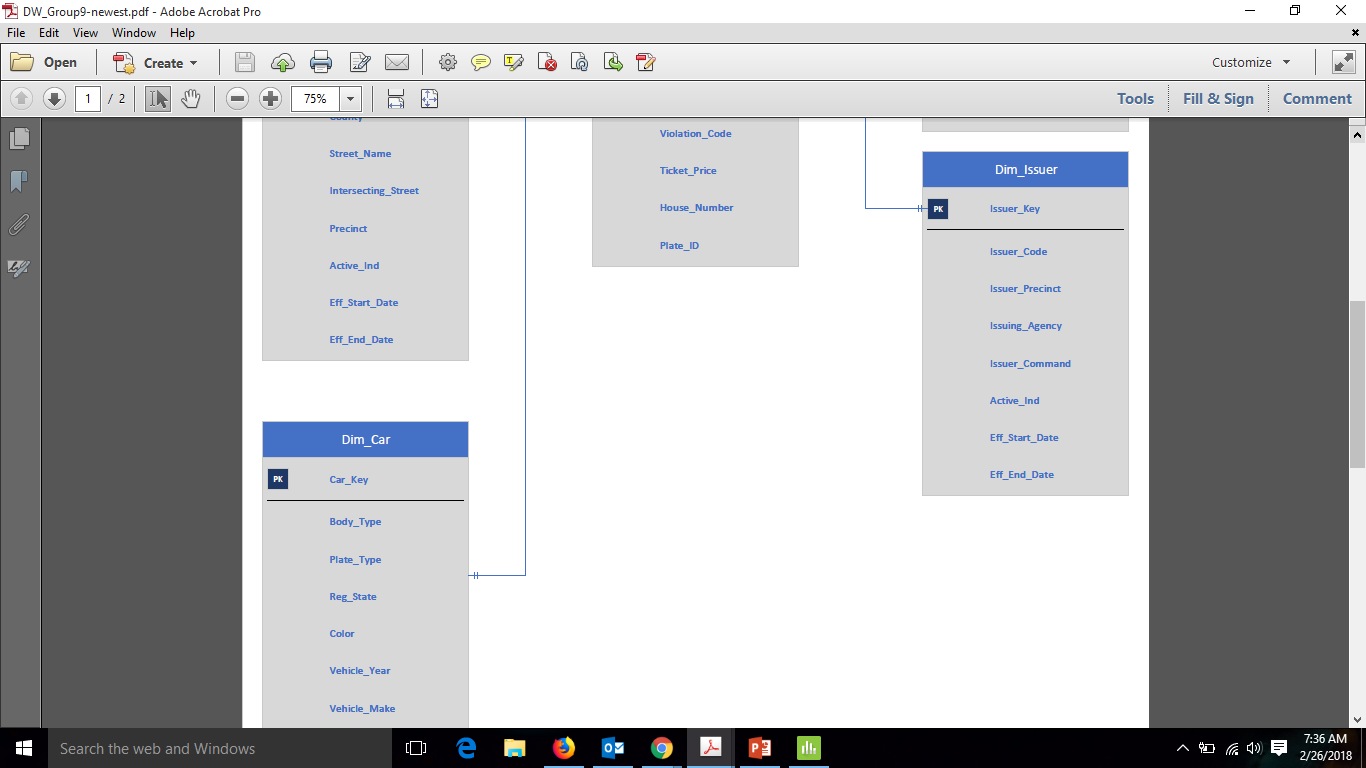 DW_Group9-newest.pdf - Adobe Acrobat Pro
File Edit View Window Help
Open Create Customize
1 / 2 75% Tools Fill & Sign Comment
County
Street_Name
Intersecting_Street
Precinct
Active_Ind
Eff_Start_Date
Eff_End_Date
Dim_Car
PK Car_Key
Body_Type
Plate_Type
Reg_State
Color
Vehicle_Year
Vehicle_Make
Violation_Code
Ticket_Price
House_Number
Plate_ID
Dim_Issuer
PK Issuer_Key
Issuer_Code
Issuer_Precinct
Issuing_Agency
Issuer_Command
Active_Ind
Eff_Start_Date
Eff_End_Date
Search the web and Windows
7:36 AM
2/26/2018